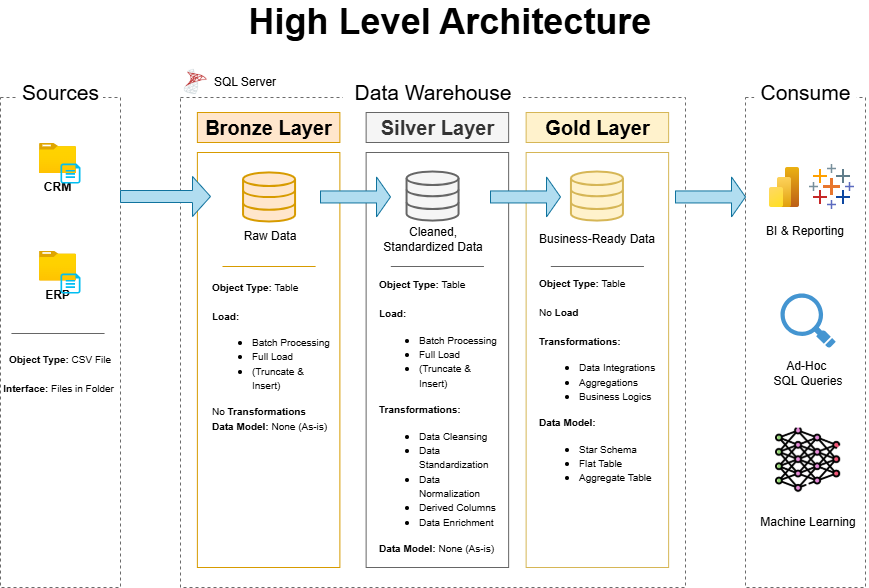 High Level Architecture
Sources
CRM
ERP
Object Type: CSV File
Interface: Files in Folder
SQL Server
Data Warehouse
Bronze Layer
Raw Data
Object Type: Table
Load:
Batch Processing
Full Load
(Truncate &
Insert)
No Transformations
Data Model: None (As-is)
Silver Layer
Cleaned,
Standardized Data
Object Type: Table
Load:
Batch Processing
Full Load
(Truncate &
Insert)
Transformations:
Data Cleansing
Data
Standardization
Data
Normalization
Derived Columns
Data Enrichment
Data Model: None (As-is)
Gold Layer
Business-Ready Data
Object Type: Table
No Load
Transformations:
Data Integrations
Aggregations
Business Logics
Data Model:
Star Schema
Flat Table
Aggregate Table
Consume
BI & Reporting
Ad-Hoc
SQL Queries
Machine Learning